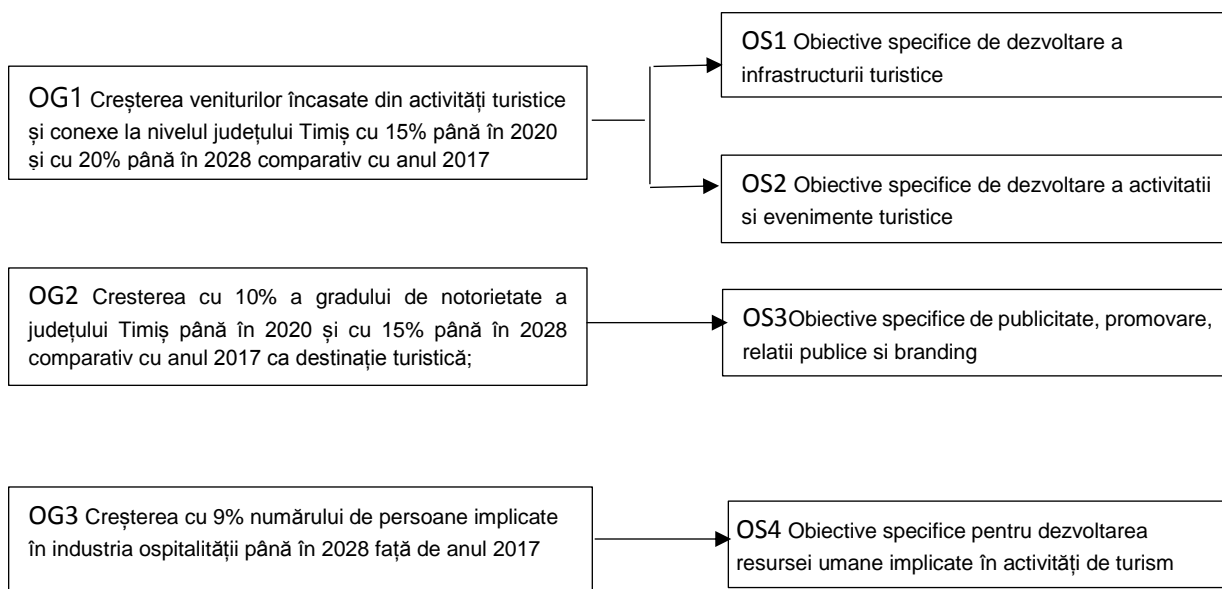 OG1 Creșterea veniturilor încasate din activități turistice
și conexe la nivelul județului Timiș cu 15% până în 2020
și cu 20% până în 2028 comparativ cu anul 2017
OS1 Obiective specifice de dezvoltare a
infrastructurii turistice
OS2 Obiective specifice de dezvoltare a activitatii
si evenimente turistice
OG2 Cresterea cu 10% a gradului de notorietate a
județului Timiș până în 2020 și cu 15% până în 2028
comparativ cu anul 2017 ca destinație turistică;
OS3Obiective specifice de publicitate, promovare,
relatii publice si branding
OG3 Creșterea cu 9% numărului de persoane implicate
în industria ospitalității până în 2028 față de anul 2017
OS4 Obiective specifice pentru dezvoltarea
resursei umane implicate în activități de turism